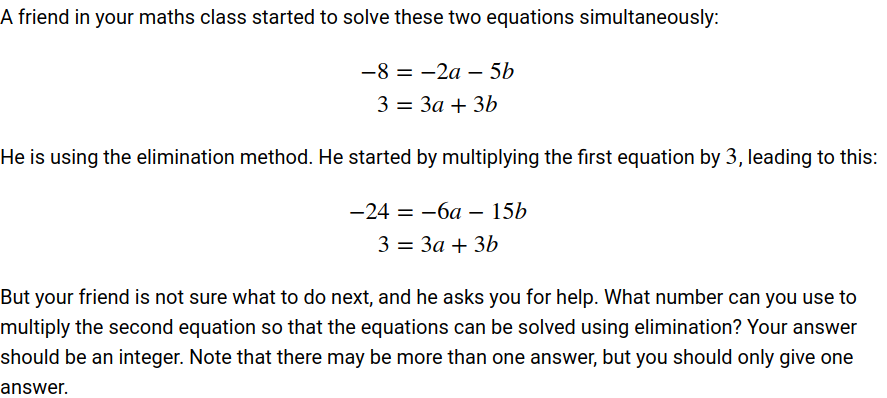 A friend in your maths class started to solve these two equations simultaneously:
−8 = −2a − 5b
3 = 3a + 3b
He is using the elimination method. He started by multiplying the first equation by 3, leading to this:
−24 = −6a − 15b
3 = 3a + 3b
But your friend is not sure what to do next, and he asks you for help. What number can you use to
multiply the second equation so that the equations can be solved using elimination? Your answer
should be an integer. Note that there may be more than one answer, but you should only give one
answer.